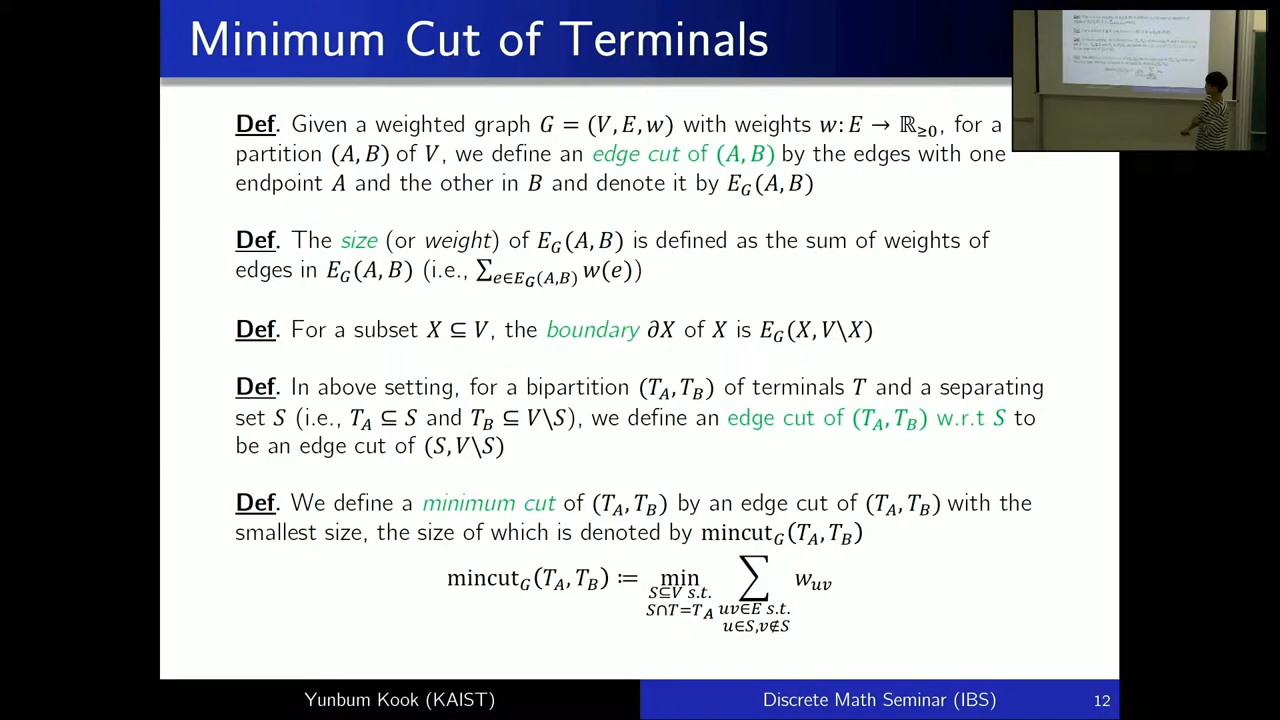 Minimum Cut of Terminals
Def. Given a weighted graph G = (V, E, w) with weights w: E → ℝ≥0, for a
partition (A, B) of V, we define an edge cut of (A, B) by the edges with one
endpoint A and the other in B and denote it by E_G(A, B)
Def. The size (or weight) of E_G(A, B) is defined as the sum of weights of
edges in E_G(A, B) (i.e., ∑_{e∈E_G(A,B)} w(e))
Def. For a subset X ⊆ V, the boundary ∂X of X is E_G(X, V\X)
Def. In above setting, for a bipartition (T_A, T_B) of terminals T and a separating
set S (i.e., T_A ⊆ S and T_B ⊆ V\S), we define an edge cut of (T_A, T_B) w.r.t S to
be an edge cut of (S, V\S)
Def. We define a minimum cut of (T_A, T_B) by an edge cut of (T_A, T_B) with the
smallest size, the size of which is denoted by mincut_G(T_A, T_B)
mincut_G(T_A, T_B) ≔ min ∑ w_uv
S⊆V s.t.
S∩T=T_A uv∈E s.t.
u∈S,v∉S
Yunbum Kook (KAIST) Discrete Math Seminar (IBS) 12